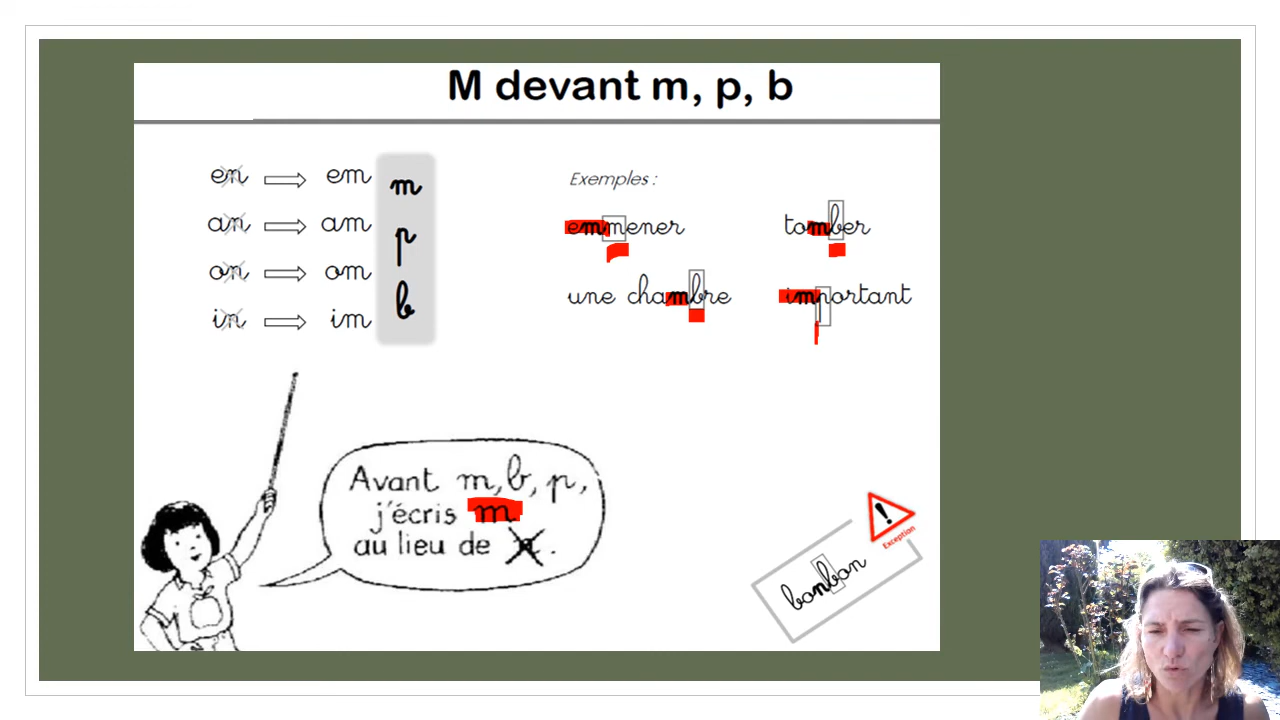 M devant m, p, b
en em
an am
on om
in im
m
p
b
Exemples :
emmener tomber
une chambre important
Avant m, b, p,
j'écris m
au lieu de n.
bonbon
Exception